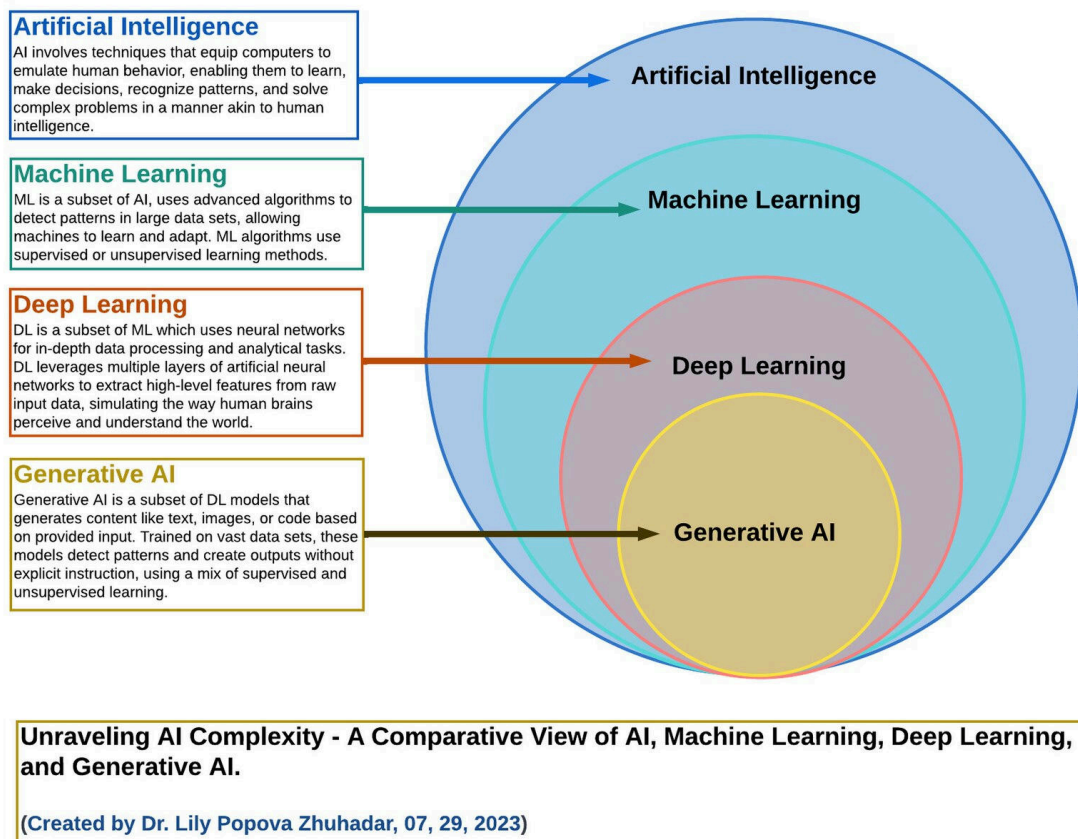 Artificial Intelligence
AI involves techniques that equip computers to
emulate human behavior, enabling them to learn,
make decisions, recognize patterns, and solve
complex problems in a manner akin to human
intelligence.
Machine Learning
ML is a subset of AI, uses advanced algorithms to
detect patterns in large data sets, allowing
machines to learn and adapt. ML algorithms use
supervised or unsupervised learning methods.
Deep Learning
DL is a subset of ML which uses neural networks
for in-depth data processing and analytical tasks.
DL leverages multiple layers of artificial neural
networks to extract high-level features from raw
input data, simulating the way human brains
perceive and understand the world.
Generative AI
Generative AI is a subset of DL models that
generates content like text, images, or code based
on provided input. Trained on vast data sets, these
models detect patterns and create outputs without
explicit instruction, using a mix of supervised and
unsupervised learning.
Artificial Intelligence
Machine Learning
Deep Learning
Generative AI
Unraveling AI Complexity - A Comparative View of AI, Machine Learning, Deep Learning,
and Generative AI.
(Created by Dr. Lily Popova Zhuhadar, 07, 29, 2023)